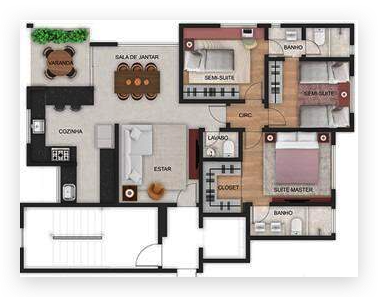 BANHO
SALA DE JANTAR
VARANDA
SEMI-SUITE
SEMI-SUITE
CIRC
COZINHA
LAVABO
ESTAR
CLOSET
SUITE MASTER
BANHO